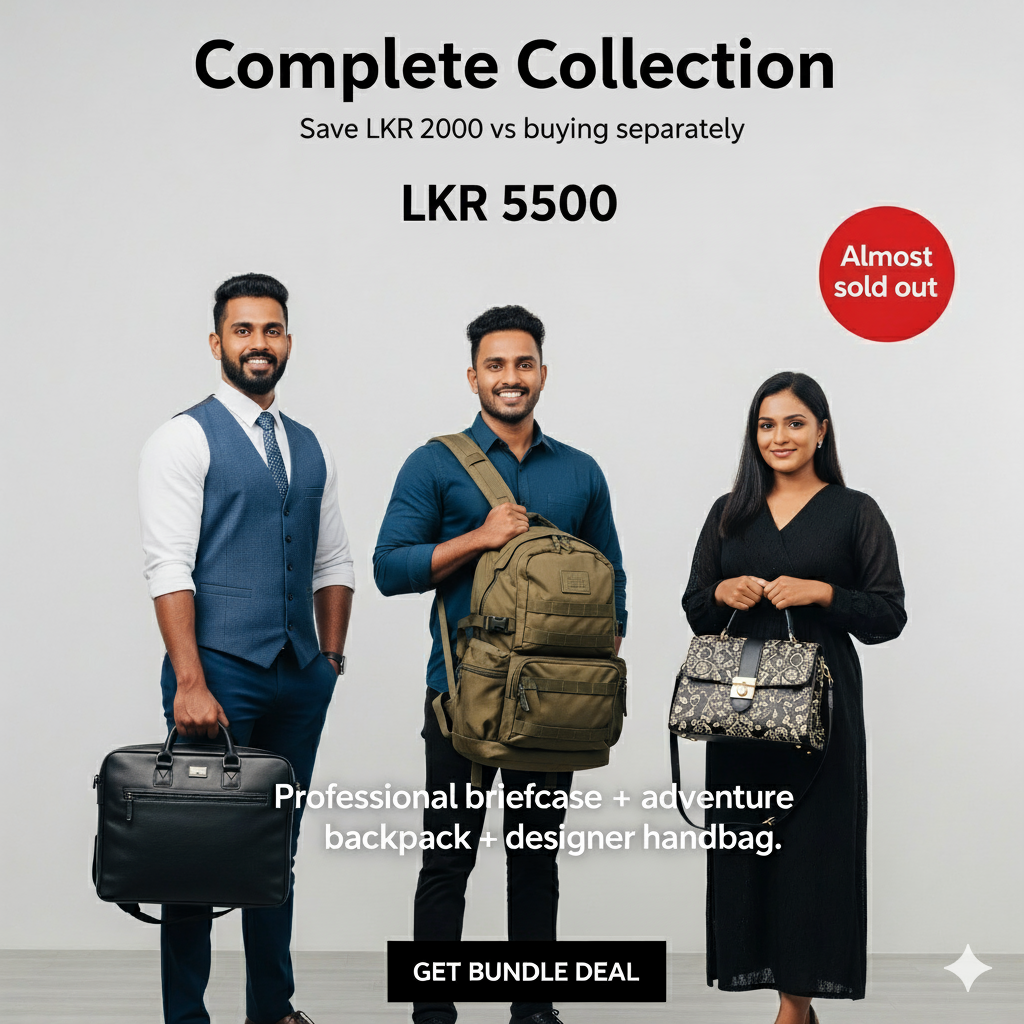 Complete Collection
Save LKR 2000 vs buying separately
LKR 5500
Almost
sold out
Professional briefcase + adventure
backpack + designer handbag.
GET BUNDLE DEAL